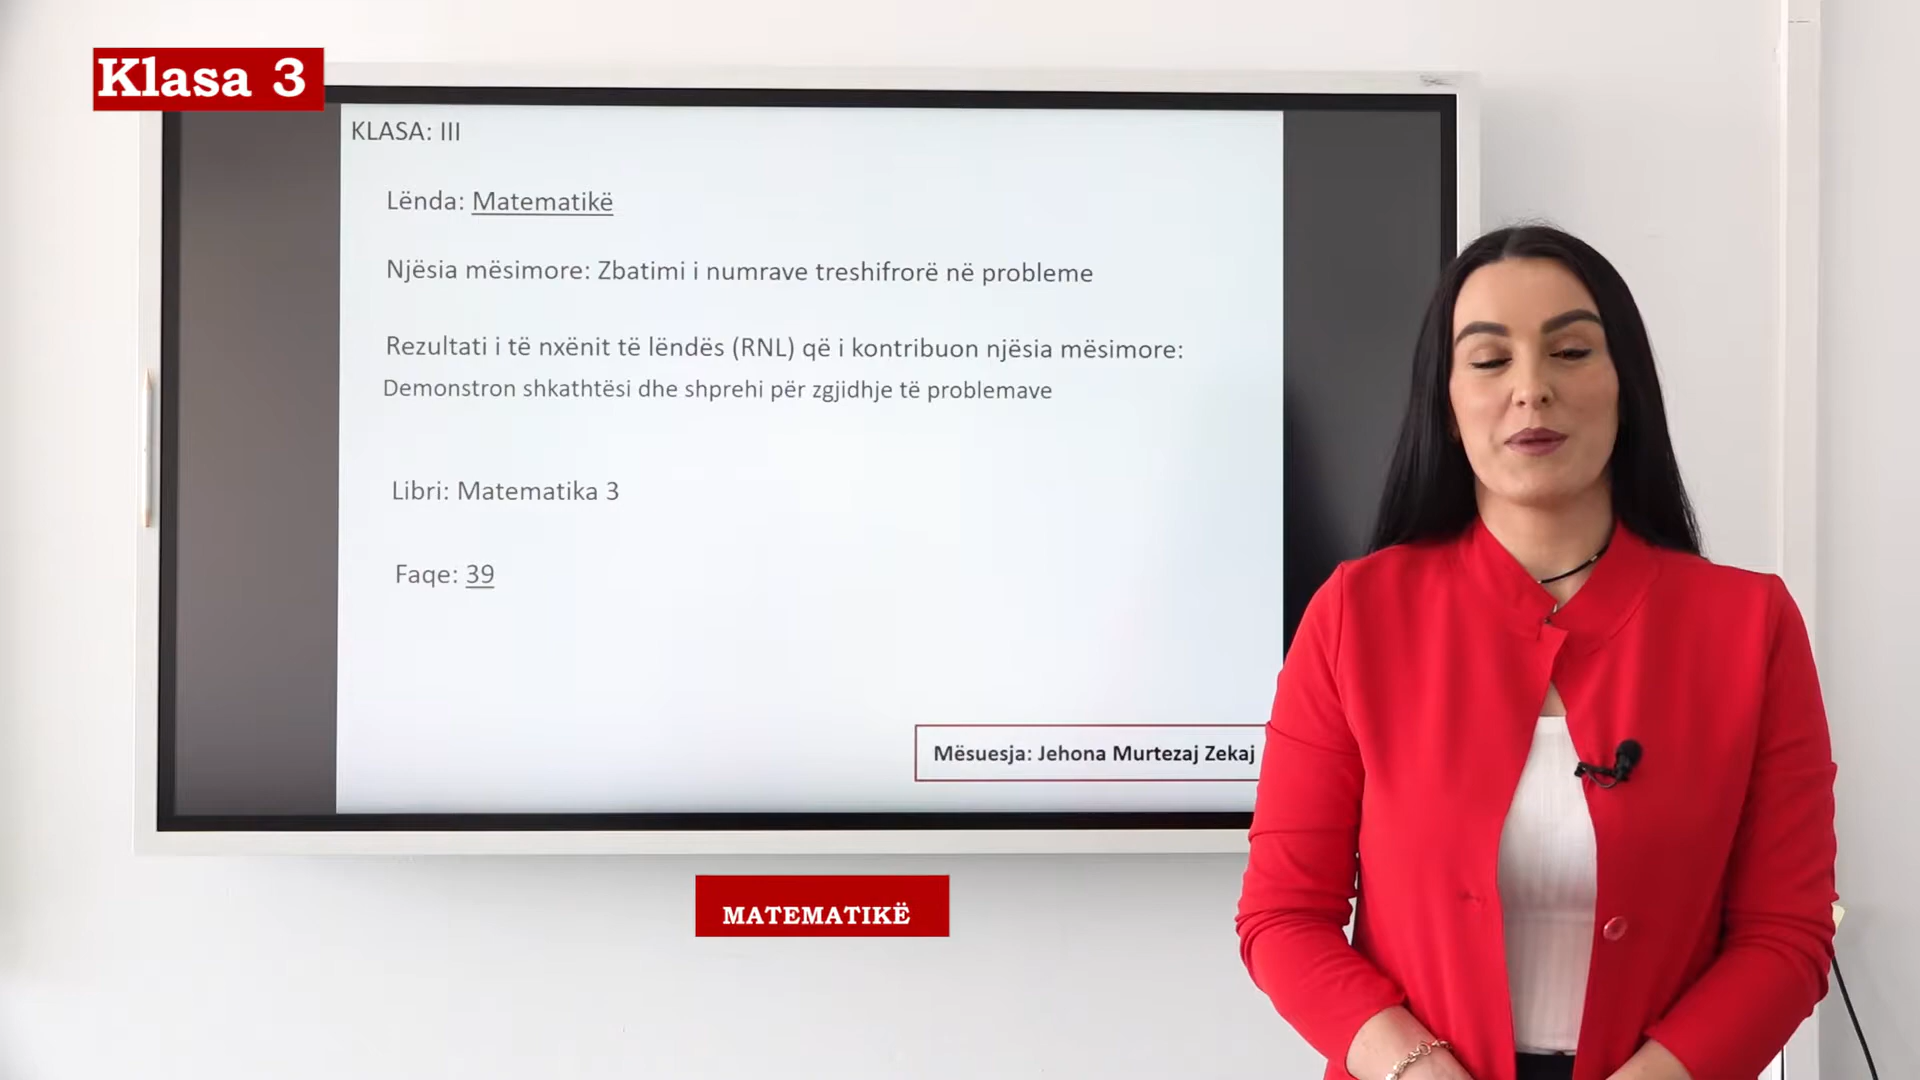 Klasa 3
KLASA: III
Lënda: Matematikë
Njësia mësimore: Zbatimi i numrave treshifrorë në probleme
Rezultati i të nxënit të lëndës (RNL) që i kontribuon njësia mësimore:
Demonstron shkathtësi dhe shprehi për zgjidhje të problemave
Libri: Matematika 3
Faqe: 39
Mësuesja: Jehona Murtezaj Zekaj
MATEMATIKË